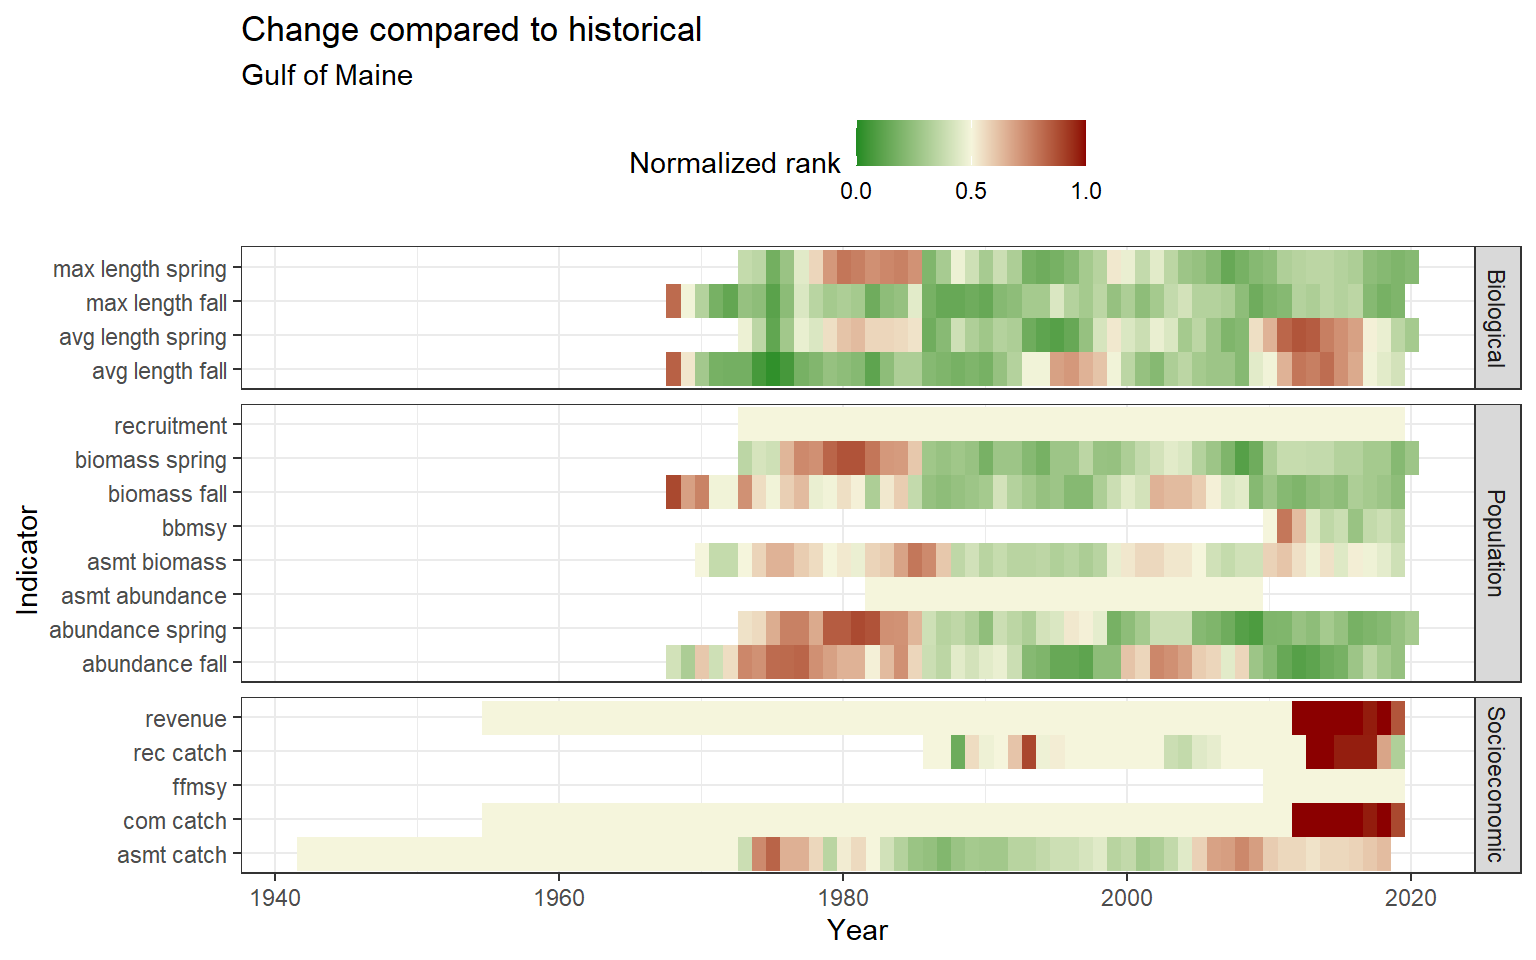 Change compared to historical
Gulf of Maine
Normalized rank
0.0 0.5 1.0
max length spring
max length fall
avg length spring
avg length fall
Biological
recruitment
biomass spring
biomass fall
bbmsy
asmt biomass
asmt abundance
abundance spring
abundance fall
Population
revenue
rec catch
ffmsy
com catch
asmt catch
Socioeconomic
Indicator
1940 1960 1980 2000 2020
Year